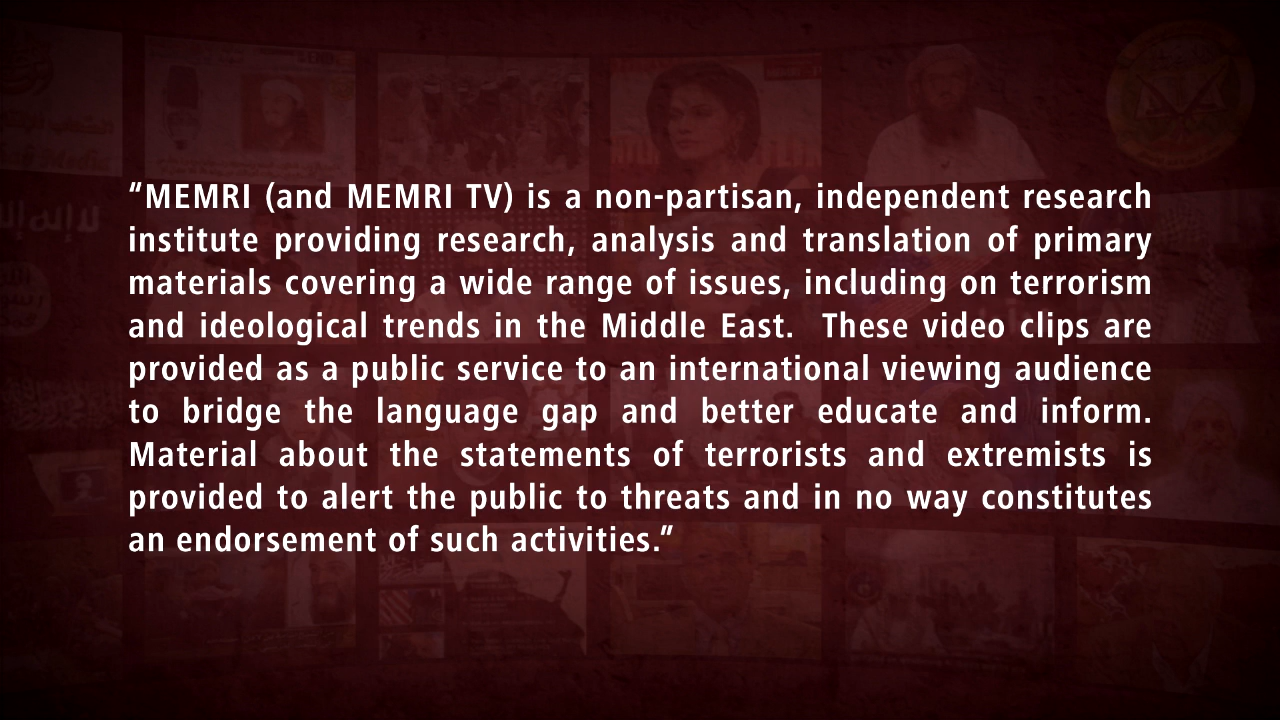 “MEMRI (and MEMRI TV) is a non-partisan, independent research
institute providing research, analysis and translation of primary
materials covering a wide range of issues, including on terrorism
and ideological trends in the Middle East.  These video clips are
provided as a public service to an international viewing audience
to bridge the language gap and better educate and inform.
Material about the statements of terrorists and extremists is
provided to alert the public to threats and in no way constitutes
an endorsement of such activities.”